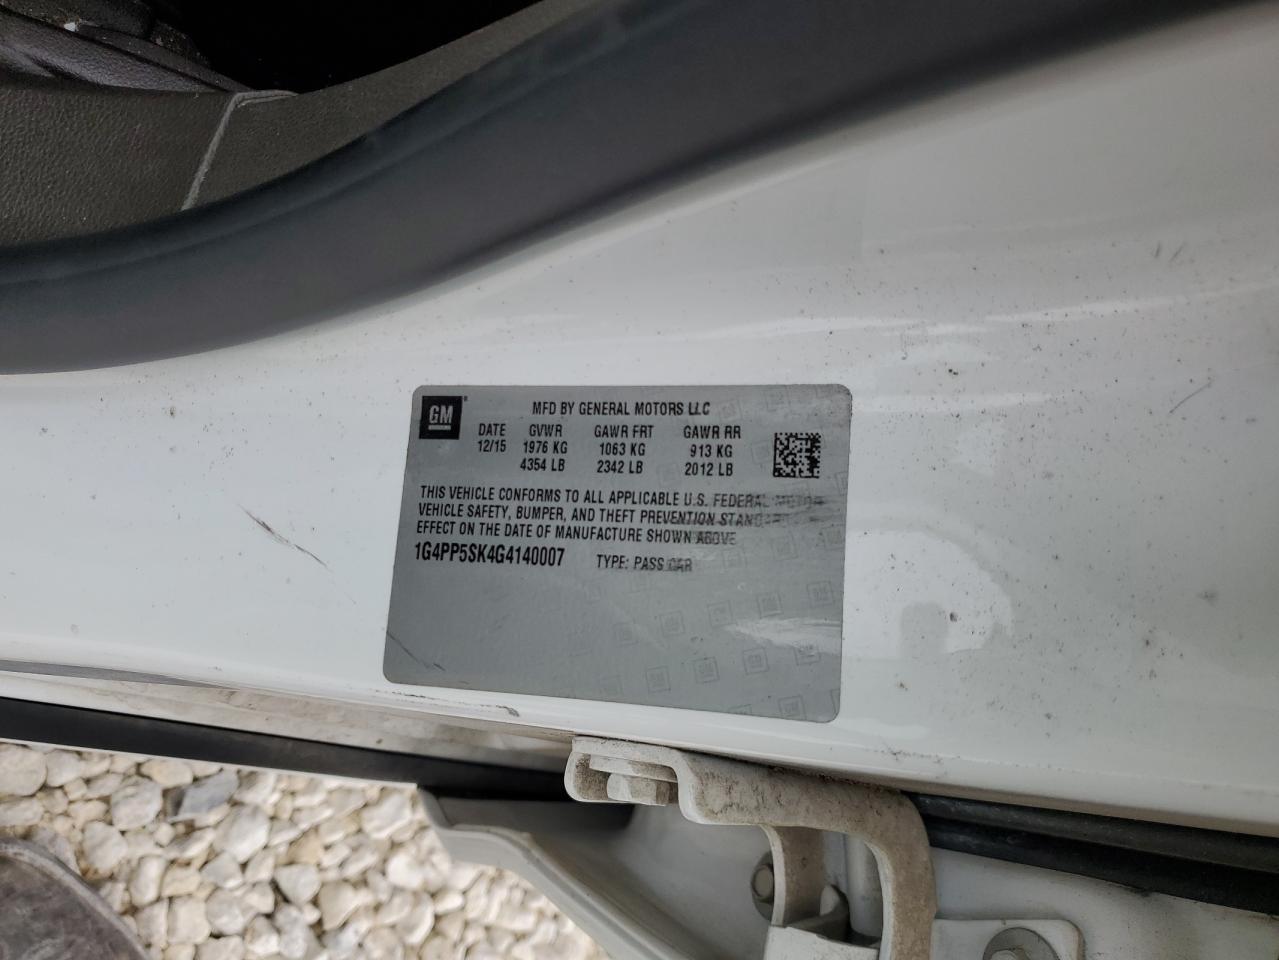 GM
MFD BY GENERAL MOTORS LLC
DATE GVWR GAWR FRT GAWR RR
12/15 1976 KG 1063 KG 913 KG
4354 LB 2342 LB 2012 LB
THIS VEHICLE CONFORMS TO ALL APPLICABLE U.S. FEDERAL MOTOR
VEHICLE SAFETY, BUMPER, AND THEFT PREVENTION
EFFECT ON THE DATE OF MANUFACTURE SHOWN ABOVE
1G4PP5SK4G4140007 TYPE: PASS CAR